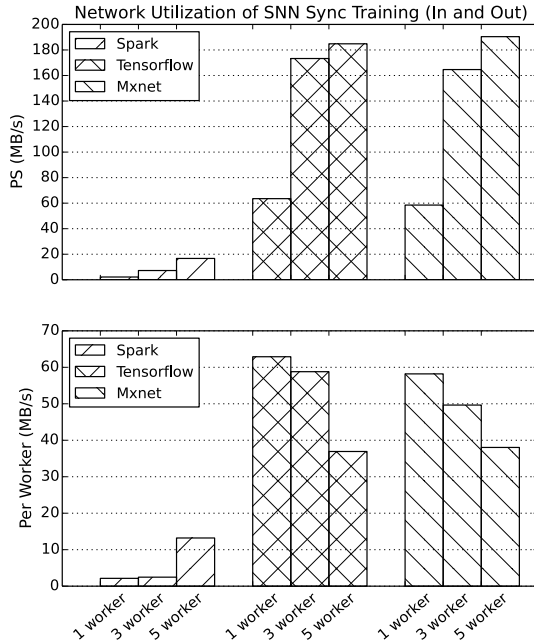 Network Utilization of SNN Sync Training (In and Out)
200
180
160
140
120
100
80
60
40
20
0
PS (MB/s)
Spark
Tensorflow
Mxnet
70
60
50
40
30
20
10
0
Per Worker (MB/s)
Spark
Tensorflow
Mxnet
1 worker
3 worker
5 worker
1 worker
3 worker
5 worker
1 worker
3 worker
5 worker